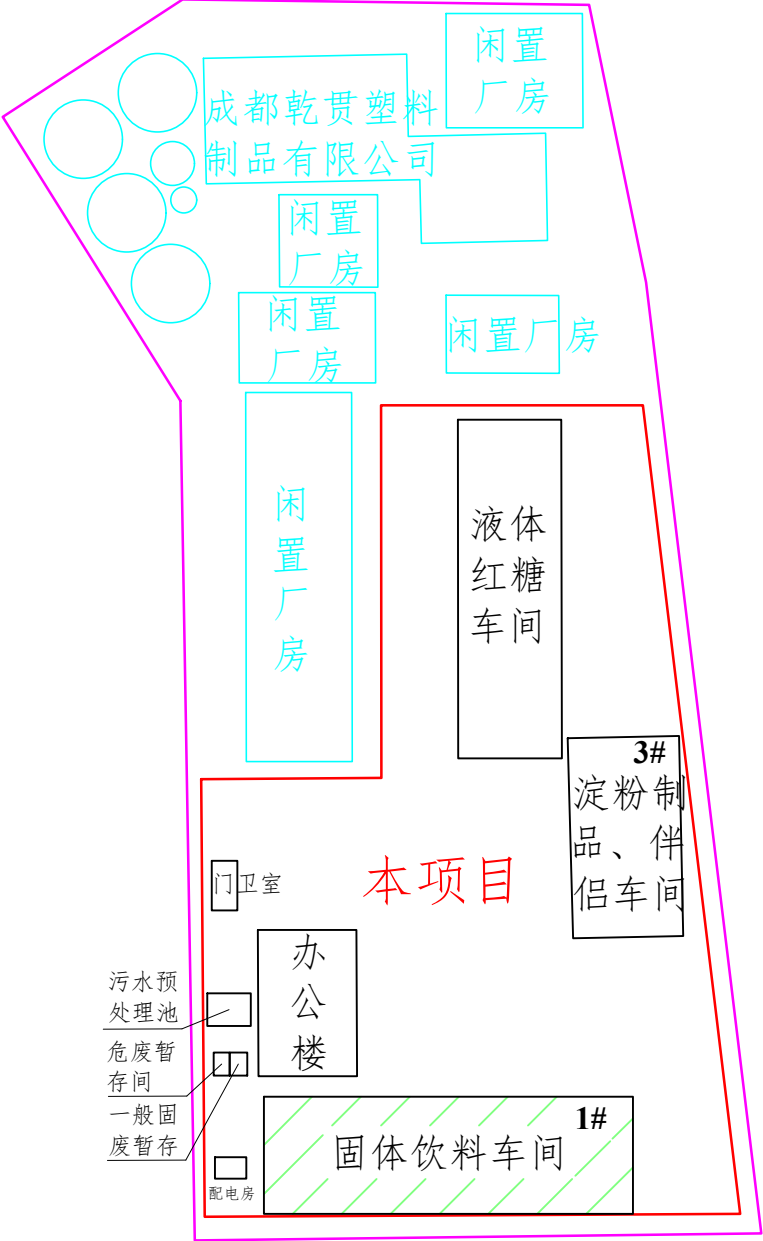 闲置
厂房
成都乾贯塑料
制品有限公司
闲置
厂房
闲置
厂房
闲置厂房
闲
置
厂
房
液体
红糖
车间
3#
淀粉制
品、伴
侣车间
本项目
门卫室
办
公
楼
污水预
处理池
危废暂
存间
一般固
废暂存
1#
固体饮料车间
配电房